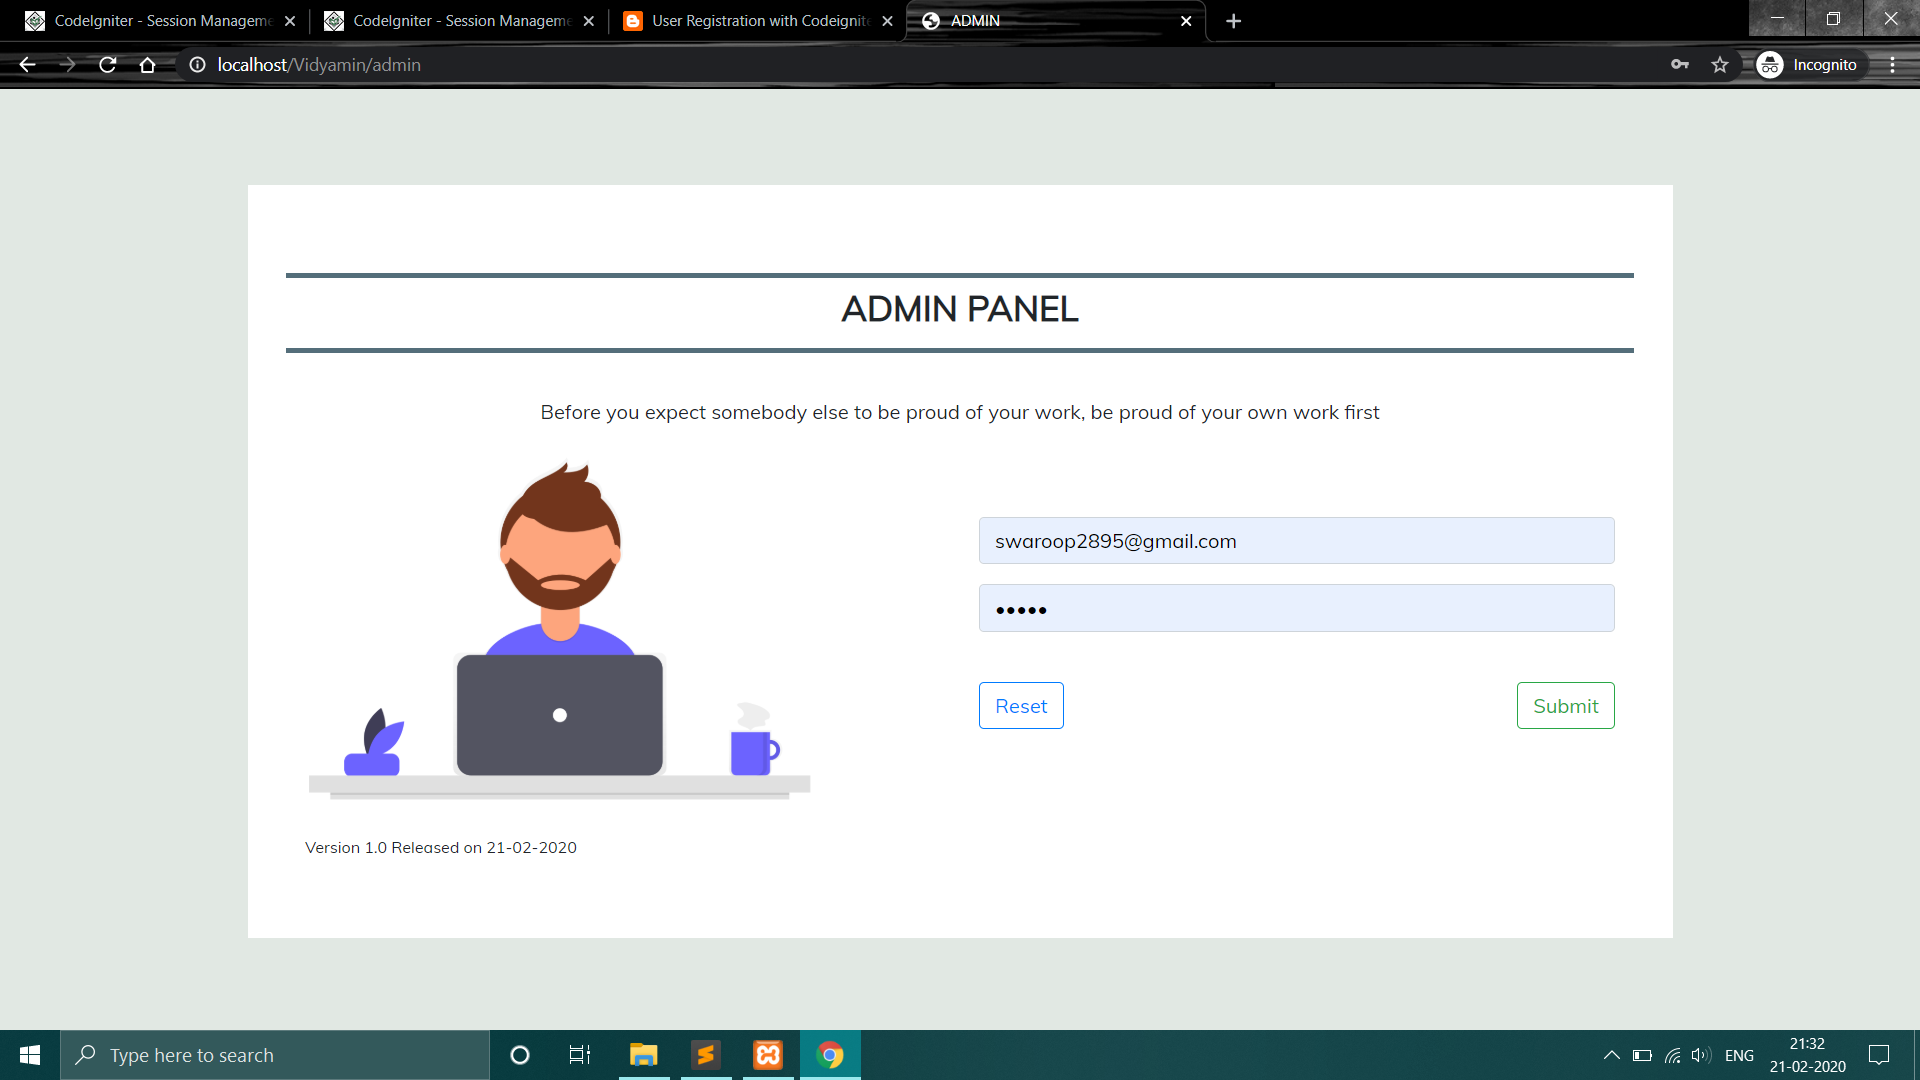 CodeIgniter - Session Manageme
CodeIgniter - Session Manageme
User Registration with Codeignite
ADMIN
localhost/Vidyamin/admin
Incognito
ADMIN PANEL
Before you expect somebody else to be proud of your work, be proud of your own work first
swaroop2895@gmail.com
•••••
Reset
Submit
Version 1.0 Released on 21-02-2020
Type here to search
ENG
21:32
21-02-2020